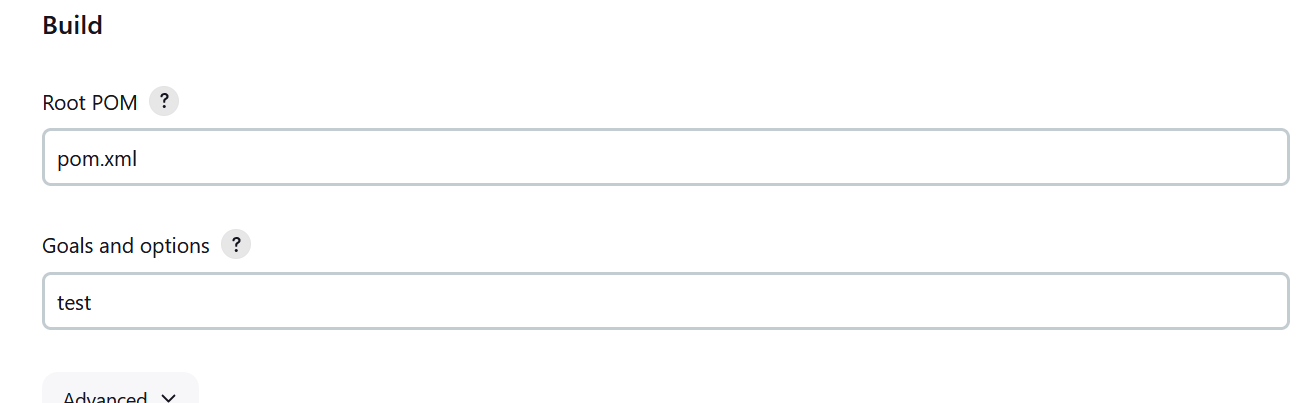 Build
Root POM ?
pom.xml
Goals and options ?
test
Advanced